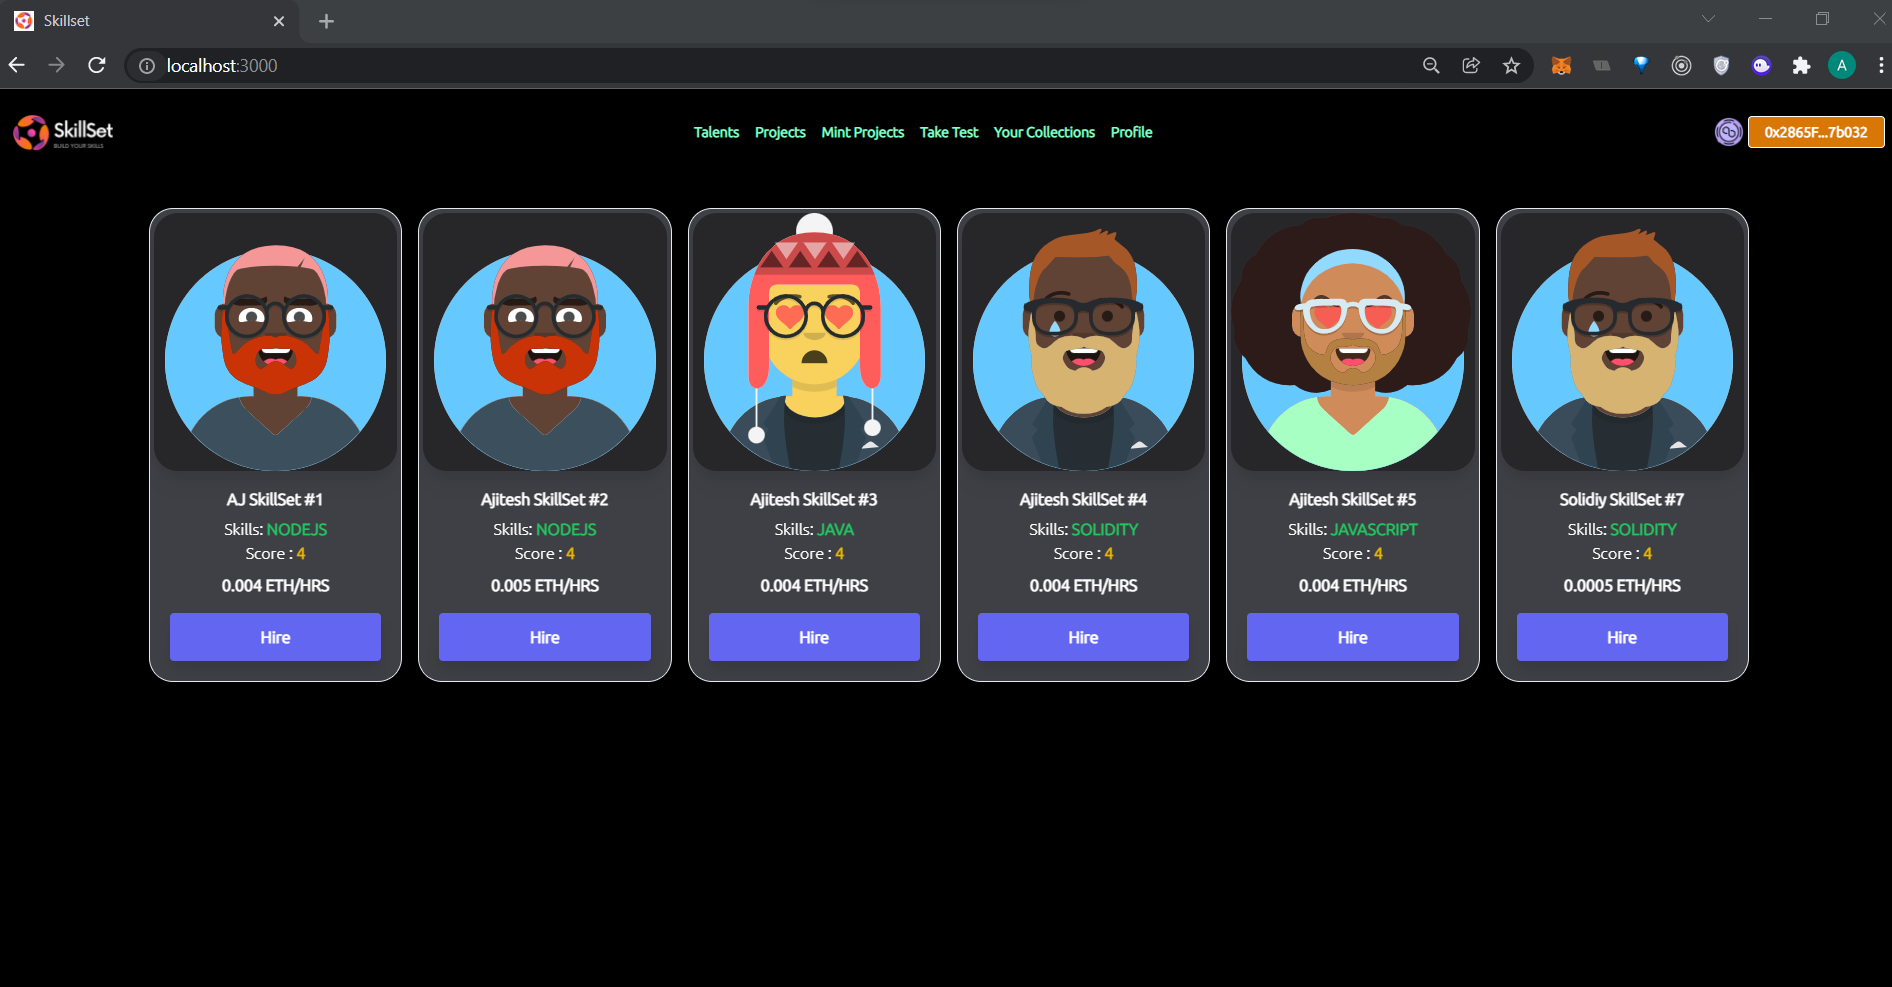 Skillset
localhost:3000
A
SkillSet
BUILD YOUR SKILLS
Talents Projects Mint Projects Take Test Your Collections Profile
0x2865F...7b032
AJ SkillSet #1
Skills: NODEJS
Score : 4
0.004 ETH/HRS
Hire
Ajitesh SkillSet #2
Skills: NODEJS
Score : 4
0.005 ETH/HRS
Hire
Ajitesh SkillSet #3
Skills: JAVA
Score : 4
0.004 ETH/HRS
Hire
Ajitesh SkillSet #4
Skills: SOLIDITY
Score : 4
0.004 ETH/HRS
Hire
Ajitesh SkillSet #5
Skills: JAVASCRIPT
Score : 4
0.004 ETH/HRS
Hire
Solidiy SkillSet #7
Skills: SOLIDITY
Score : 4
0.0005 ETH/HRS
Hire